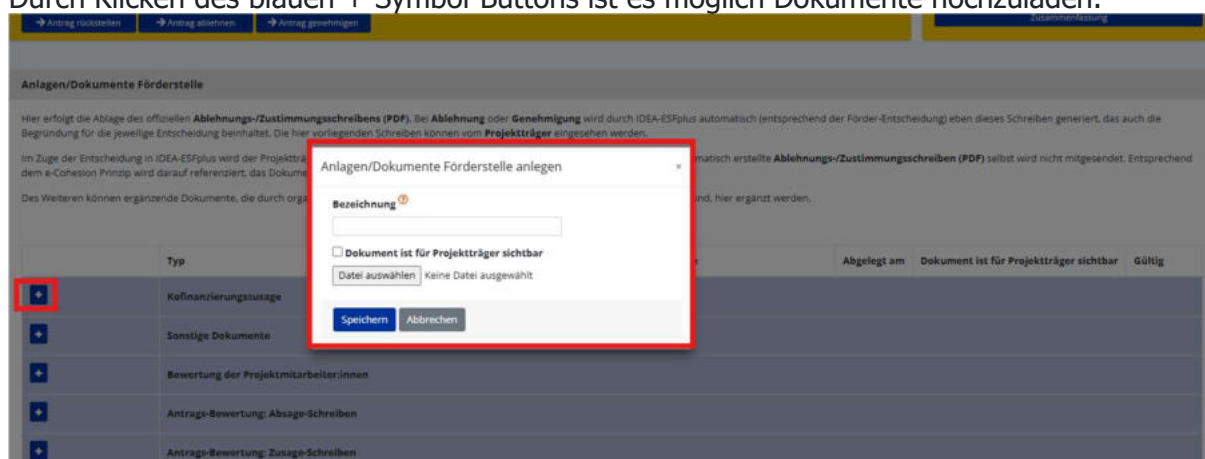 Durch Klicken des blauen + Symbol Buttons ist es möglich Dokumente hochzuladen.
Antrag rückstellen Antrag ablehnen Antrag genehmigen Zusammenfassung
Anlagen/Dokumente Förderstelle
Hier erfolgt die Ablage des offiziellen Ablehnungs-/Zustimmungsschreibens (PDF). Bei Ablehnung oder Genehmigung wird durch IDEA-ESFplus automatisch (entsprechend der Förder-Entscheidung) eben dieses Schreiben generiert, das auch die
Begründung für die jeweilige Entscheidung beinhaltet. Die hier vorliegenden Schreiben können vom Projektträger eingesehen werden.
Im Zuge der Entscheidung in IDEA-ESFplus wird der Projektträ matisch erstellte Ablehnungs-/Zustimmungsschreiben (PDF) selbst wird nicht mitgesendet. Entsprechend
dem e-Cohesion Prinzip wird darauf referenziert, das Dokume
Des Weiteren können ergänzende Dokumente, die durch orga nd, hier ergänzt werden.
Anlagen/Dokumente Förderstelle anlegen ×
Bezeichnung
Dokument ist für Projektträger sichtbar
Datei auswählen Keine Datei ausgewählt
Speichern Abbrechen
Typ Abgelegt am Dokument ist für Projektträger sichtbar Gültig
+ Kofinanzierungszusage
+ Sonstige Dokumente
+ Bewertung der Projektmitarbeiter:innen
+ Antrags-Bewertung: Absage-Schreiben
+ Antrags-Bewertung: Zusage-Schreiben